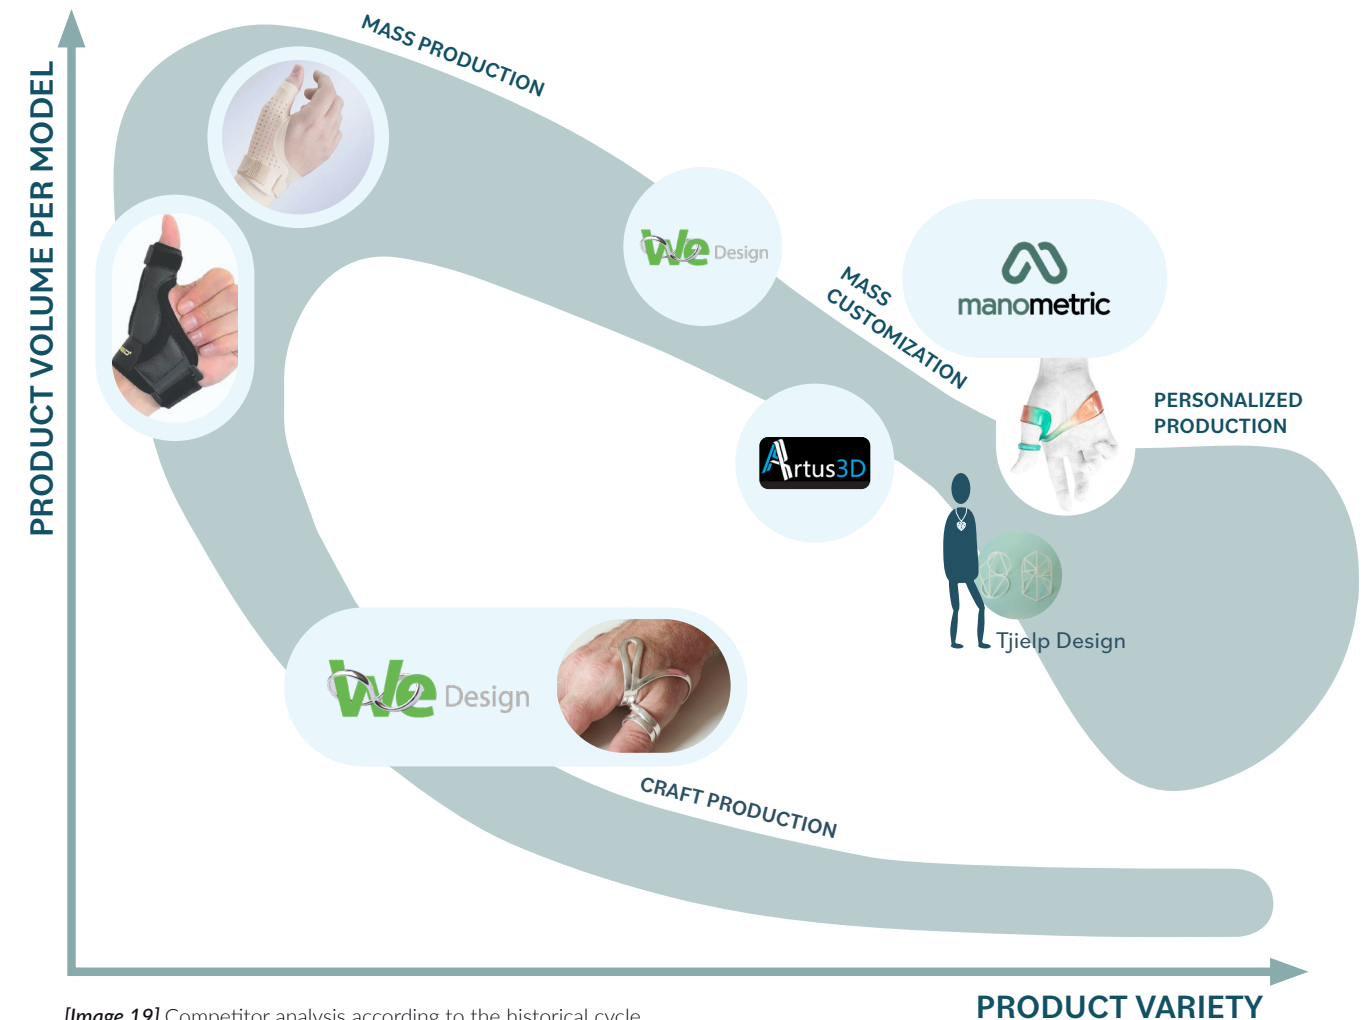 MASS PRODUCTION
PRODUCT VOLUME PER MODEL
We Design
MASS
CUSTOMIZATION
manometric
PERSONALIZED
PRODUCTION
Artus3D
Tjielp Design
We Design
CRAFT PRODUCTION
PRODUCT VARIETY
[Image 19] Competitor analysis according to the historical cycle